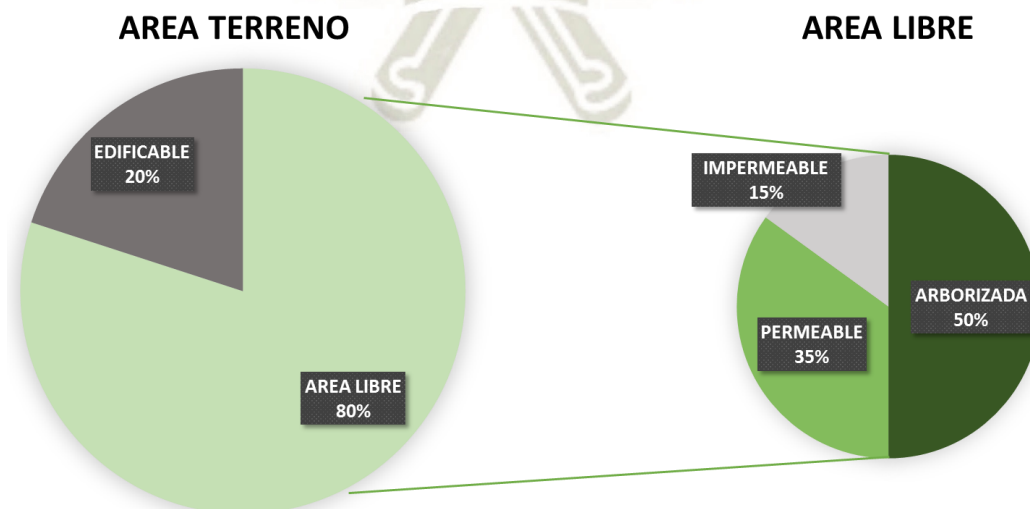 AREA TERRENO
EDIFICABLE
20%
AREA LIBRE
80%
AREA LIBRE
IMPERMEABLE
15%
PERMEABLE
35%
ARBORIZADA
50%